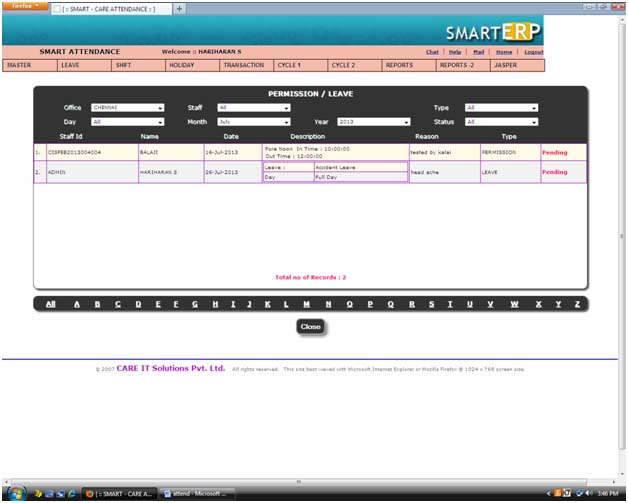 Firefox
[ :: SMART - CARE ATTENDANCE :: ]
SMARTERP
SMART ATTENDANCE Welcome :: HARIHARAN S Chat | Help | Mail | Home | Logout
MASTER LEAVE SHIFT HOLIDAY TRANSACTION CYCLE 1 CYCLE 2 REPORTS REPORTS -2 JASPER
PERMISSION / LEAVE
Office CHENNAI Staff All Type All
Day All Month July Year 2013 Status All
Staff Id Name Date Description Reason Type
1. CISFEB2013004004 BALAJI 16-Jul-2013 Fore Noon In Time : 10:00:00 tested by kalai PERMISSION Pending
Out Time : 12:00:00
2. ADMIN HARIHARAN S 26-Jul-2013 Leave : Accident Leave head ache LEAVE Pending
Day Full Day
Total no of Records : 2
All A B C D E F G H I J K L M N O P Q R S T U V W X Y Z
Close
© 2007 CARE IT Solutions Pvt. Ltd. All rights reserved. This site best viewed with Microsoft Internet Explorer or Mozilla Firefox @ 1024 x 768 screen size.
[ :: SMART - CARE A... attend - Microsoft ... 3:46 PM